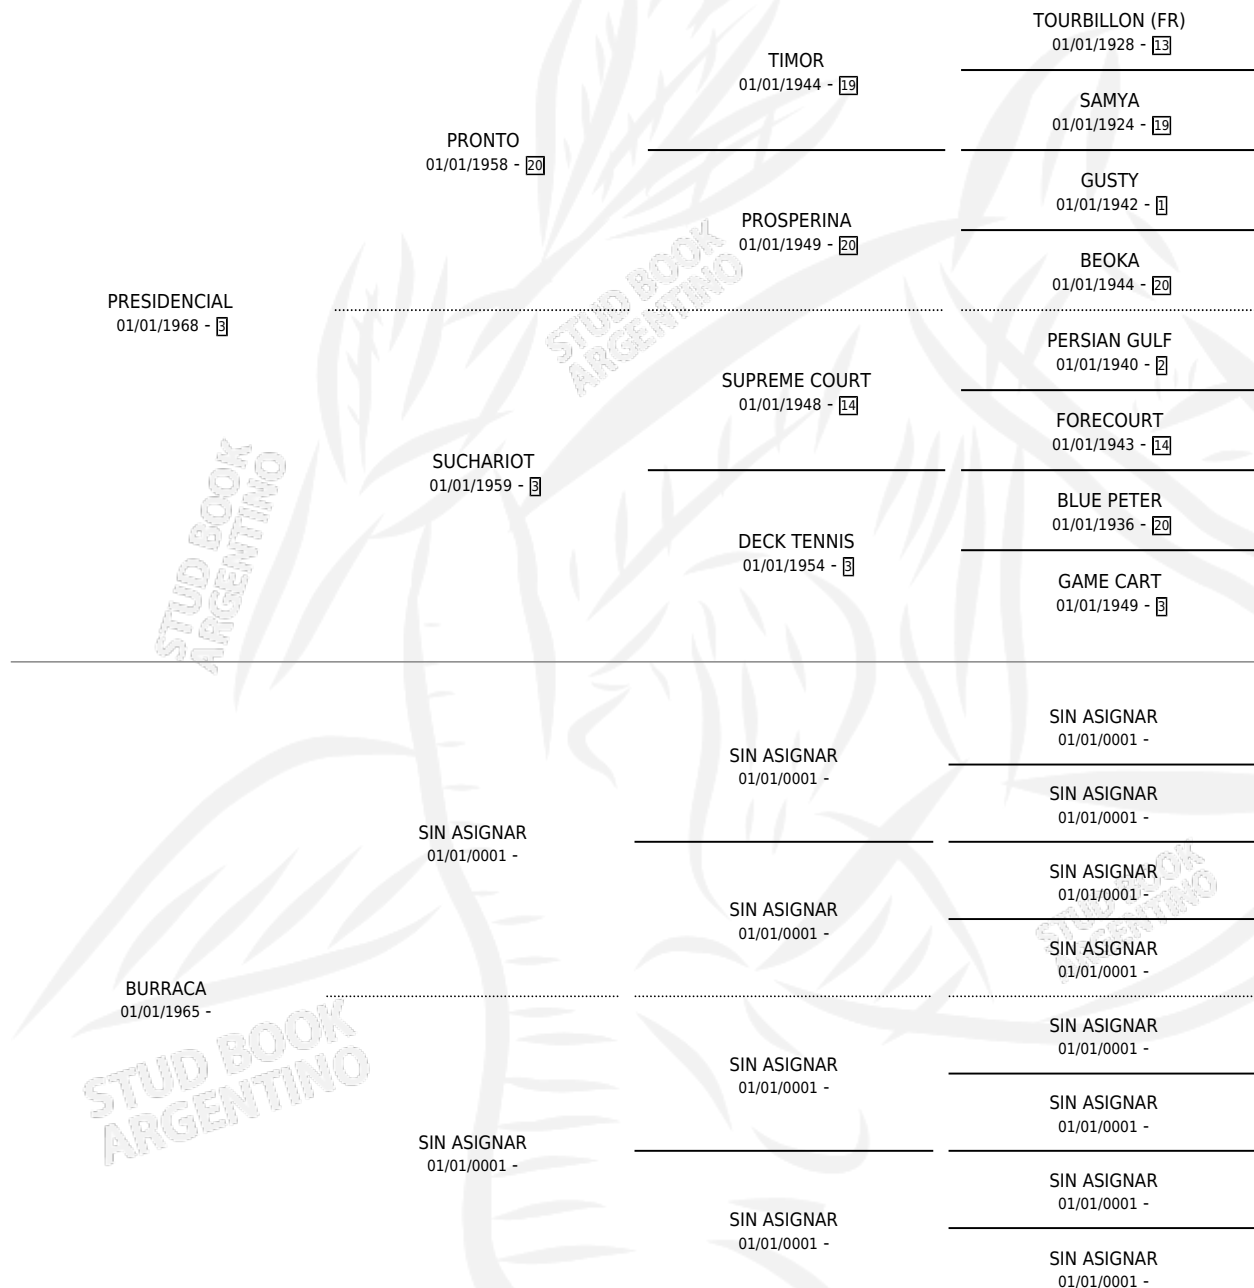 TOURBILLON (FR)
01/01/1928 - 13
TIMOR
01/01/1944 - 19
SAMYA
01/01/1924 - 19
PRONTO
01/01/1958 - 20
GUSTY
01/01/1942 - 1
PROSPERINA
01/01/1949 - 20
BEOKA
01/01/1944 - 20
PRESIDENCIAL
01/01/1968 - 3
PERSIAN GULF
01/01/1940 - 2
SUPREME COURT
01/01/1948 - 14
FORECOURT
01/01/1943 - 14
SUCHARIOT
01/01/1959 - 3
BLUE PETER
01/01/1936 - 20
DECK TENNIS
01/01/1954 - 3
GAME CART
01/01/1949 - 3
STUD BOOK
ARGENTINO
STUD BOOK
ARGENTINO
SIN ASIGNAR
01/01/0001 -
SIN ASIGNAR
01/01/0001 -
SIN ASIGNAR
01/01/0001 -
SIN ASIGNAR
01/01/0001 -
SIN ASIGNAR
01/01/0001 -
SIN ASIGNAR
01/01/0001 -
SIN ASIGNAR
01/01/0001 -
STUD BOOK
ARGENTINO
BURRACA
01/01/1965 -
STUD BOOK
ARGENTINO
SIN ASIGNAR
01/01/0001 -
SIN ASIGNAR
01/01/0001 -
SIN ASIGNAR
01/01/0001 -
SIN ASIGNAR
01/01/0001 -
SIN ASIGNAR
01/01/0001 -
SIN ASIGNAR
01/01/0001 -
SIN ASIGNAR
01/01/0001 -